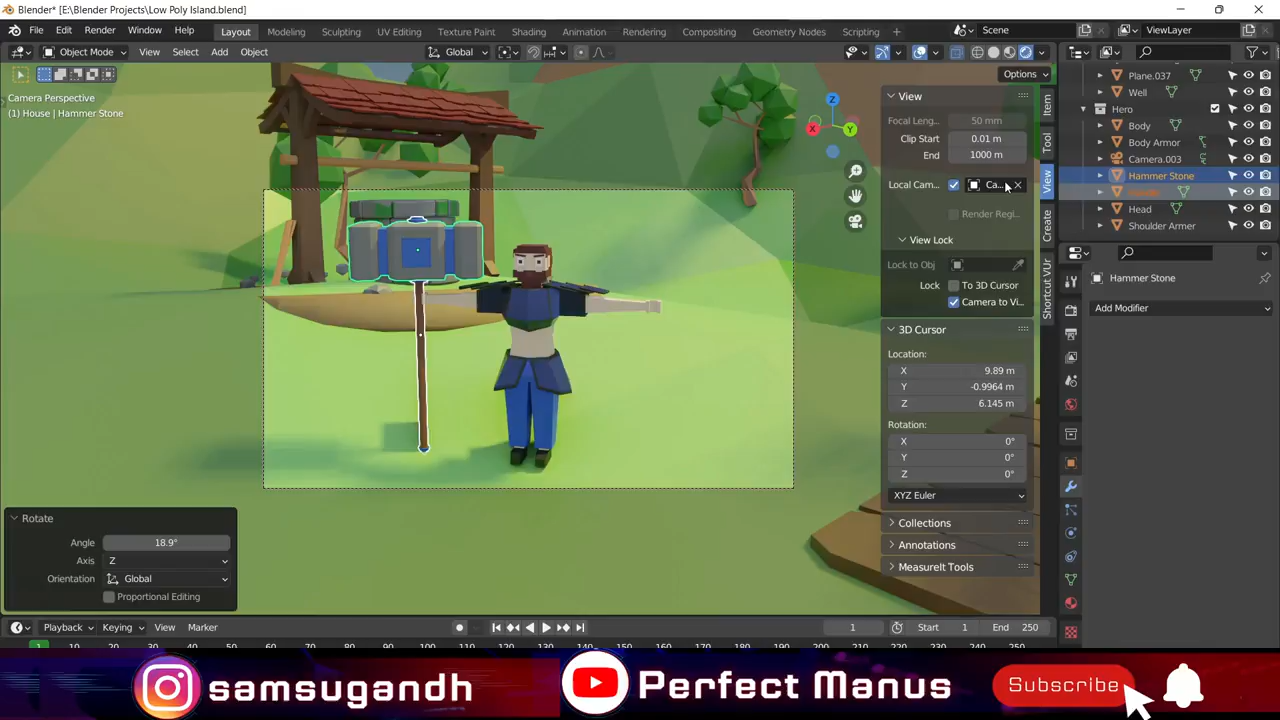 Blender* [E:\Blender Projects\Low Poly Island.blend]
File Edit Render Window Help
Layout Modeling Sculpting UV Editing Texture Paint Shading Animation Rendering Compositing Geometry Nodes Scripting +
Scene
ViewLayer
Object Mode View Select Add Object
Global
Options
Camera Perspective
(1) House | Hammer Stone
Z
X
Y
View
Focal Leng... 50 mm
Clip Start 0.01 m
End 1000 m
Local Cam... Ca...
Render Regi...
View Lock
Lock to Obj
Lock To 3D Cursor
Camera to Vi...
3D Cursor
Location:
X 9.89 m
Y -0.9964 m
Z 6.145 m
Rotation:
X 0°
Y 0°
Z 0°
XYZ Euler
Collections
Annotations
MeasureIt Tools
Item
Tool
View
Create
Shortcut VUr
Plane.037
Well
Hero
Body
Body Armor
Camera.003
Hammer Stone
Head
Shoulder Armer
Hammer Stone
Add Modifier
Rotate
Angle 18.9°
Axis Z
Orientation Global
Proportional Editing
Playback Keying View Marker
1 Start 1 End 250
samsugandh
Perfect Manus
Subscribe